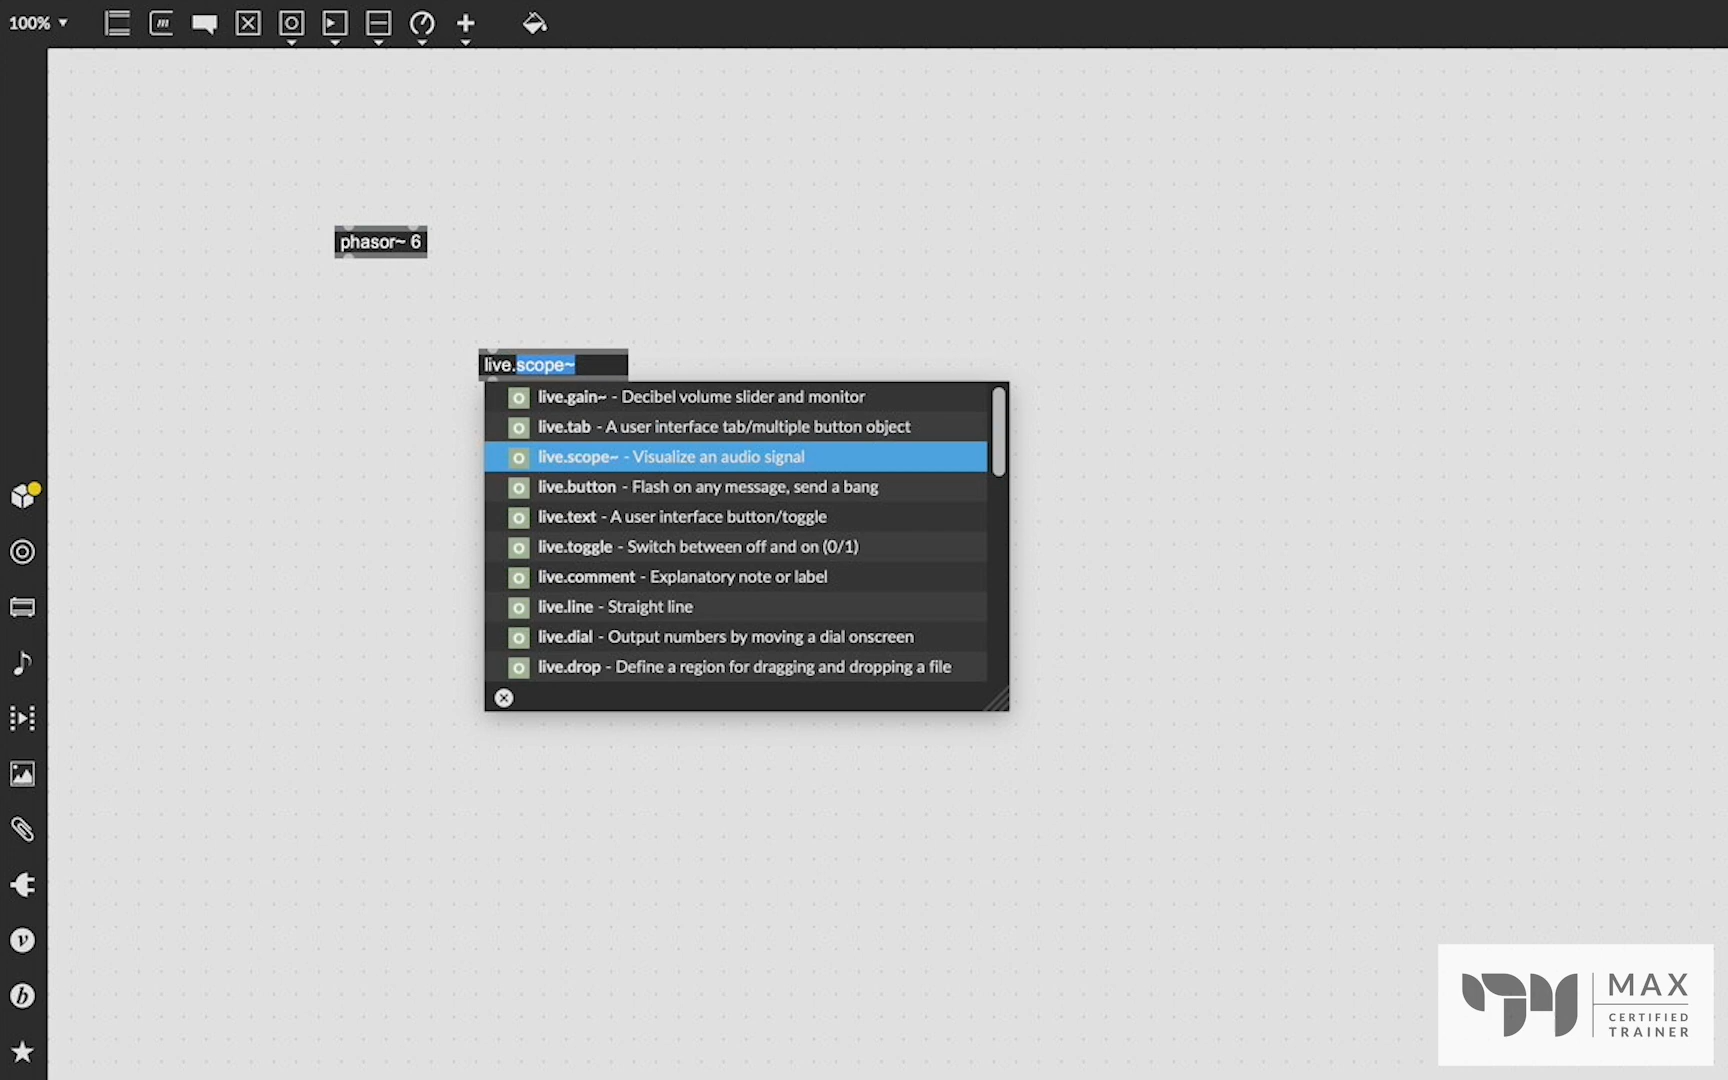 100%
phasor~ 6
live.scope~
live.gain~ - Decibel volume slider and monitor
live.tab - A user interface tab/multiple button object
live.scope~ - Visualize an audio signal
live.button - Flash on any message, send a bang
live.text - A user interface button/toggle
live.toggle - Switch between off and on (0/1)
live.comment - Explanatory note or label
live.line - Straight line
live.dial - Output numbers by moving a dial onscreen
live.drop - Define a region for dragging and dropping a file
MAX
CERTIFIED
TRAINER